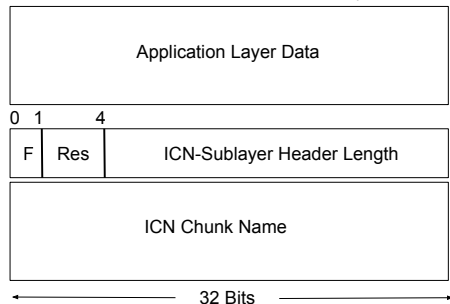 Application Layer Data
0 1 4
F Res ICN-Sublayer Header Length
ICN Chunk Name
32 Bits